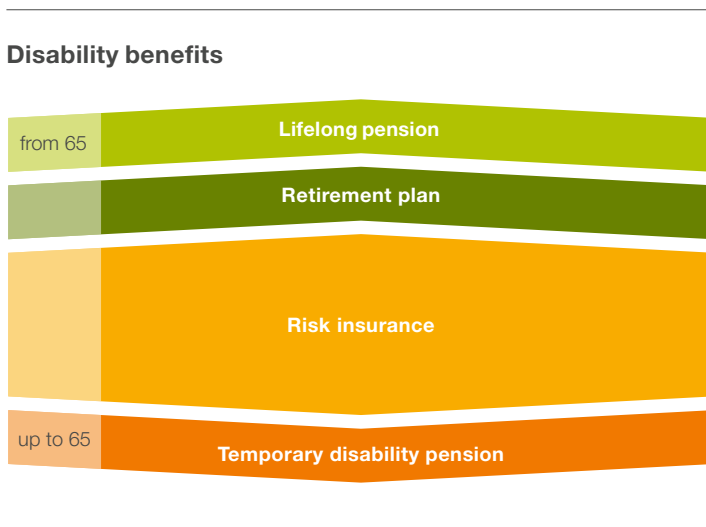 Disability benefits
Lifelong pension
from 65
Retirement plan
Risk insurance
up to 65
Temporary disability pension